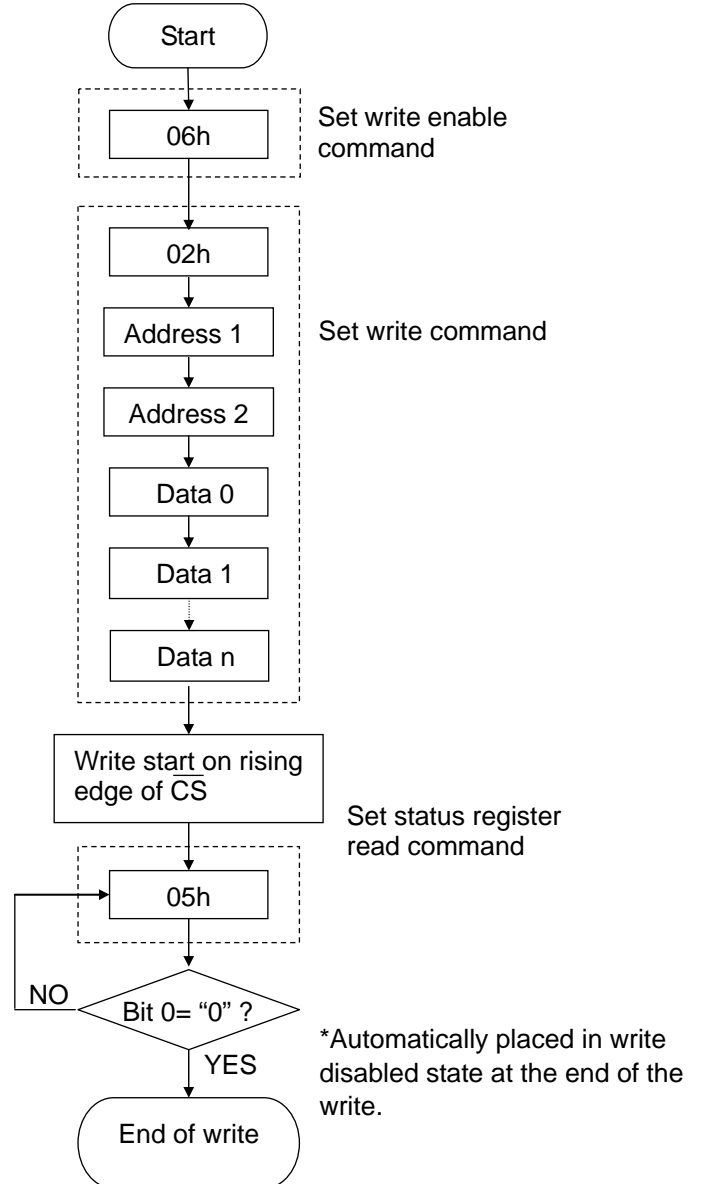 Start
06h
Set write enable
command
02h
Address 1
Set write command
Address 2
Data 0
Data 1
Data n
Write start on rising
edge of C̅S̅
Set status register
read command
05h
NO
Bit 0= “0” ?
YES
*Automatically placed in write
disabled state at the end of the
write.
End of write